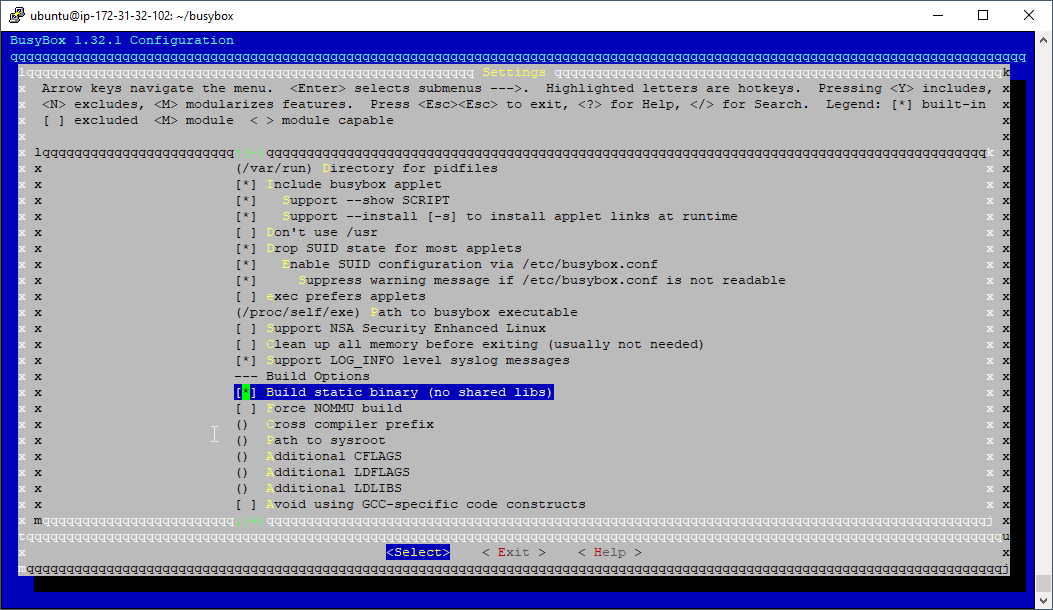 ubuntu@ip-172-31-32-102: ~/busybox
BusyBox 1.32.1 Configuration
Settings
Arrow keys navigate the menu. <Enter> selects submenus --->. Highlighted letters are hotkeys. Pressing <Y> includes,
<N> excludes, <M> modularizes features. Press <Esc><Esc> to exit, <?> for Help, </> for Search. Legend: [*] built-in
[ ] excluded <M> module < > module capable
(/var/run) Directory for pidfiles
[*] Include busybox applet
[*] Support --show SCRIPT
[*] Support --install [-s] to install applet links at runtime
[ ] Don't use /usr
[*] Drop SUID state for most applets
[*] Enable SUID configuration via /etc/busybox.conf
[*] Suppress warning message if /etc/busybox.conf is not readable
[ ] exec prefers applets
(/proc/self/exe) Path to busybox executable
[ ] Support NSA Security Enhanced Linux
[ ] Clean up all memory before exiting (usually not needed)
[*] Support LOG_INFO level syslog messages
--- Build Options
[*] Build static binary (no shared libs)
[ ] Force NOMMU build
() Cross compiler prefix
() Path to sysroot
() Additional CFLAGS
() Additional LDFLAGS
() Additional LDLIBS
[ ] Avoid using GCC-specific code constructs
<Select> < Exit > < Help >